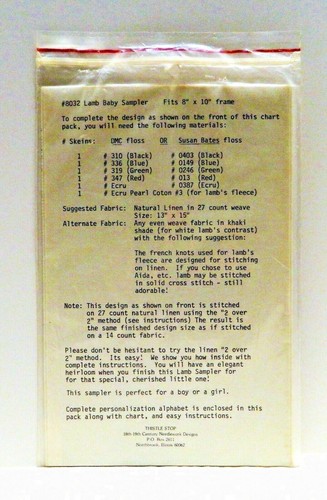 #8032 Lamb Baby Sampler Fits 8" x 10" frame
To complete the design as shown on the front of this chart
pack, you will need the following materials:
# Skeins: DMC floss OR Susan Bates floss
1 # 310 (Black) # 0403 (Black)
1 # 336 (Blue) # 0149 (Blue)
1 # 319 (Green) # 0246 (Green)
1 # 347 (Red) # 013 (Red)
1 # Ecru # 0387 (Ecru)
1 # Ecru Pearl Coton #3 (for lamb's fleece)
Suggested Fabric: Natural Linen in 27 count weave
Size: 13" x 15"
Alternate Fabric: Any even weave fabric in khaki
shade (for white lamb's contrast)
with the following suggestion:
The french knots used for lamb's
fleece are designed for stitching
on linen. If you chose to use
Aida, etc. lamb may be stitched
in solid cross stitch - still
adorable!
Note: This design as shown on front is stitched
on 27 count natural linen using the "2 over
2" method (see instructions) The result is
the same finished design size as if stitched
on a 14 count fabric.
Please don't be hesitant to try the linen "2 over
2" method. Its easy! We show you how inside with
complete instructions. You will have an elegant
heirloom when you finish this Lamb Sampler for
for that special, cherished little one!
This sampler is perfect for a boy or a girl.
Complete personalization alphabet is enclosed in this
pack along with chart, and easy instructions.
THISTLE STOP
18th-19th Century Needlework Designs
P.O. Box 2011
Northbrook, Illinois 60062